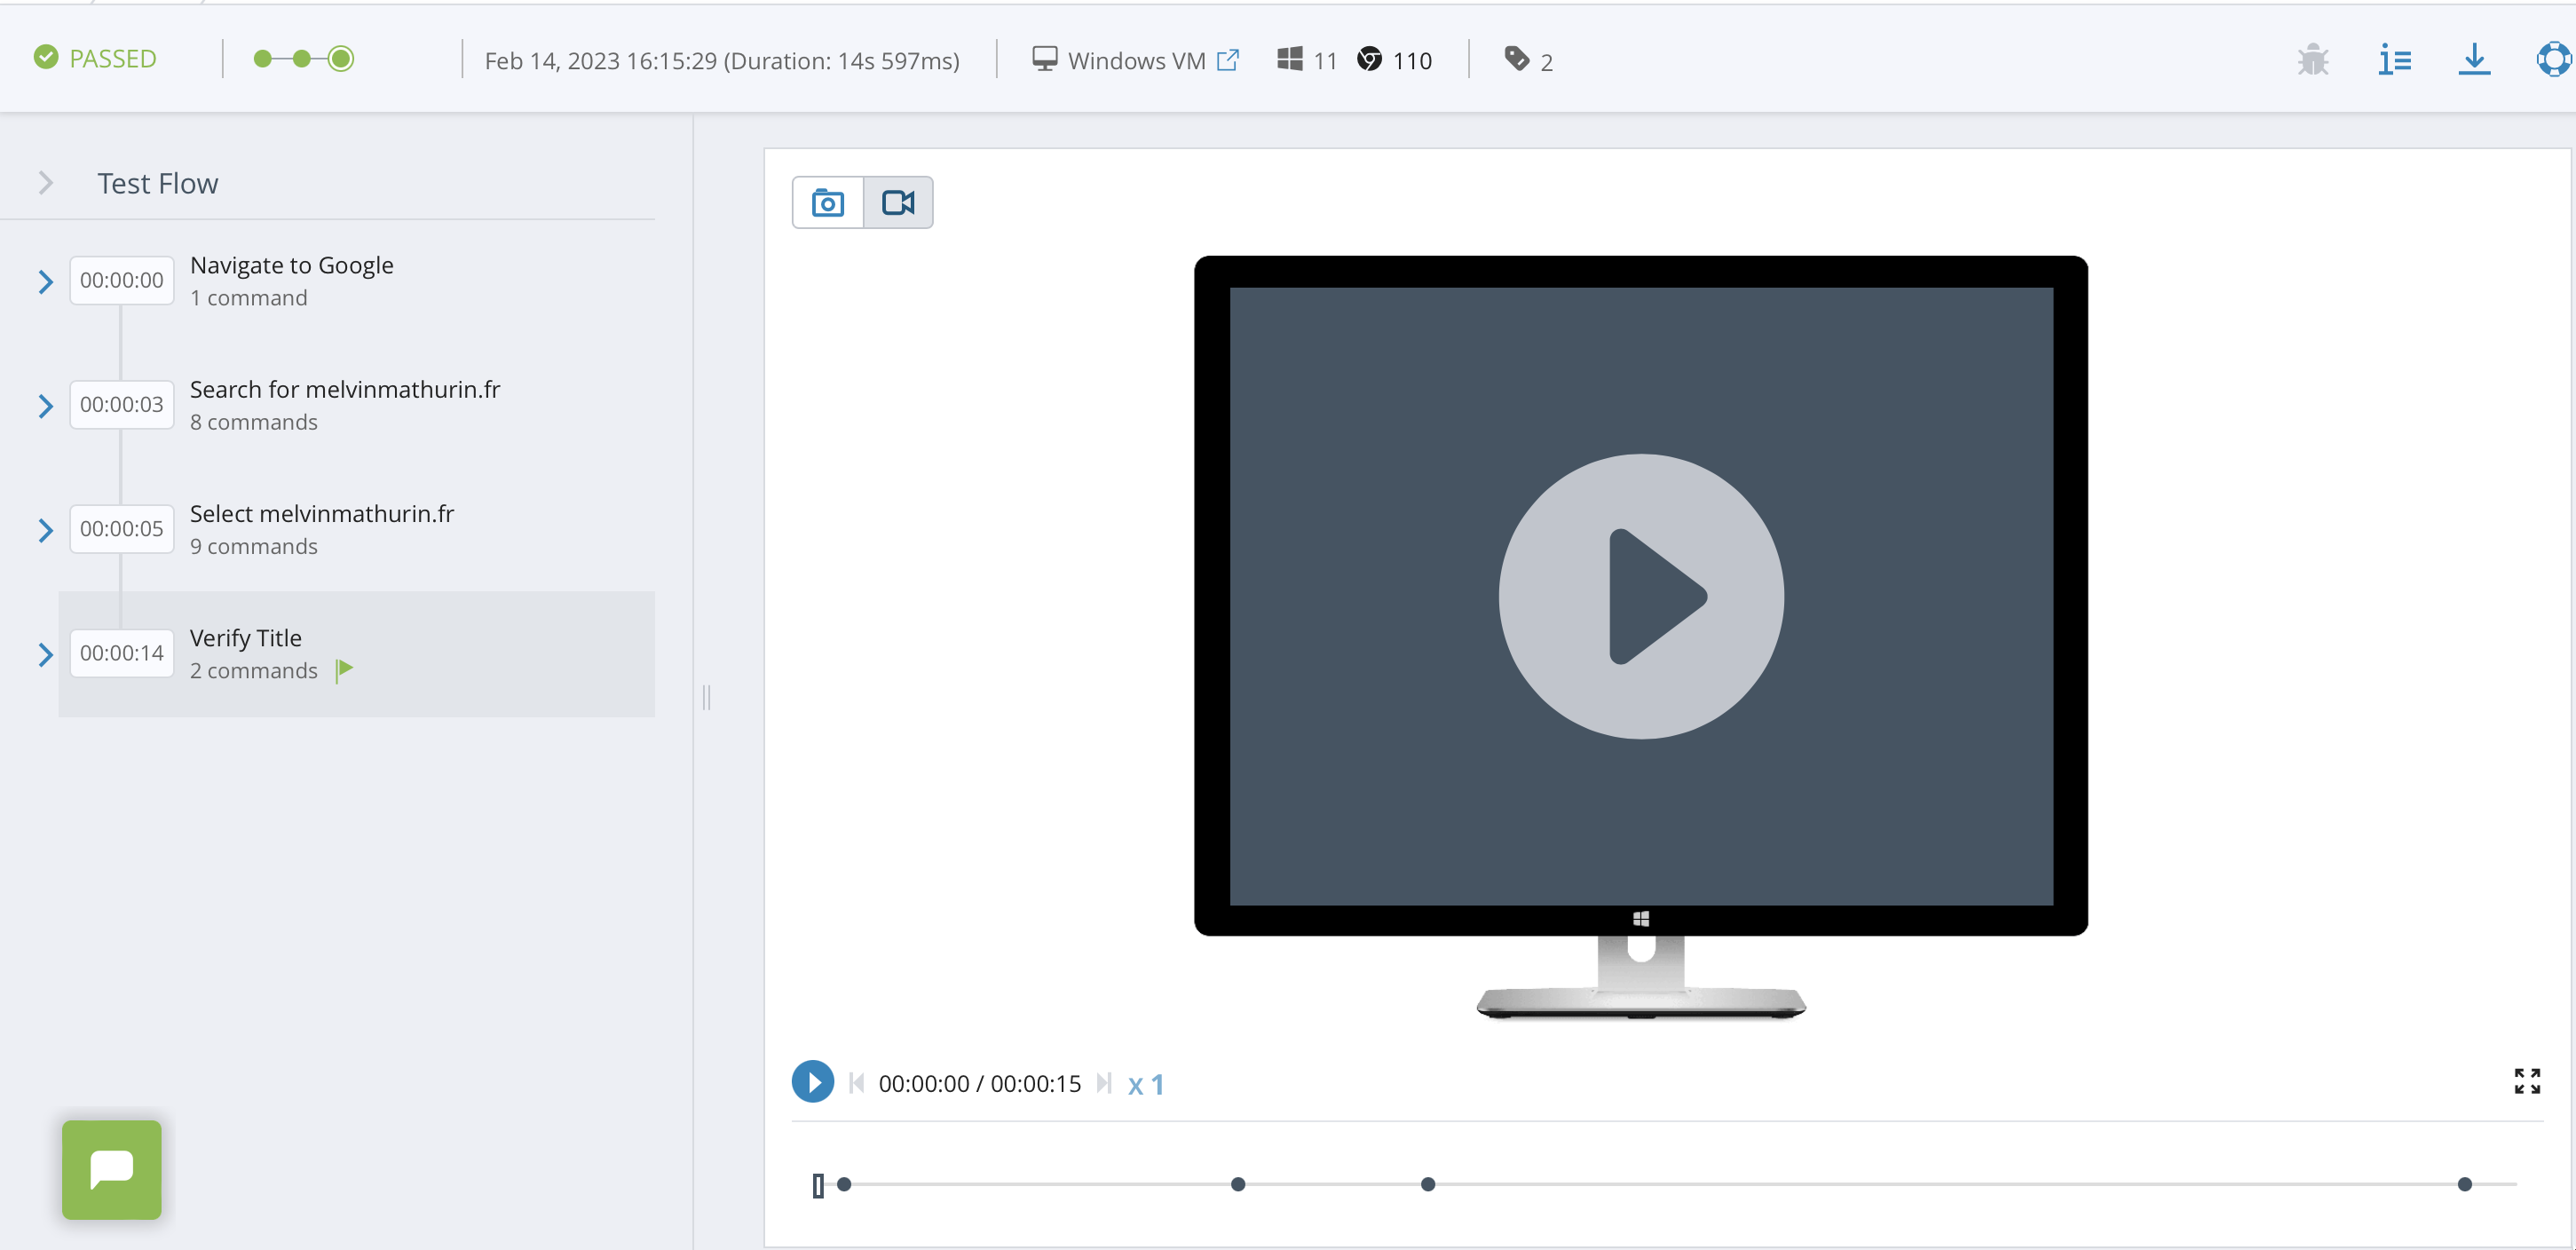 PASSED
Feb 14, 2023 16:15:29 (Duration: 14s 597ms)
Windows VM
11
110
2
Test Flow
00:00:00
Navigate to Google
1 command
00:00:03
Search for melvinmathurin.fr
8 commands
00:00:05
Select melvinmathurin.fr
9 commands
00:00:14
Verify Title
2 commands
00:00:00 / 00:00:15
x 1